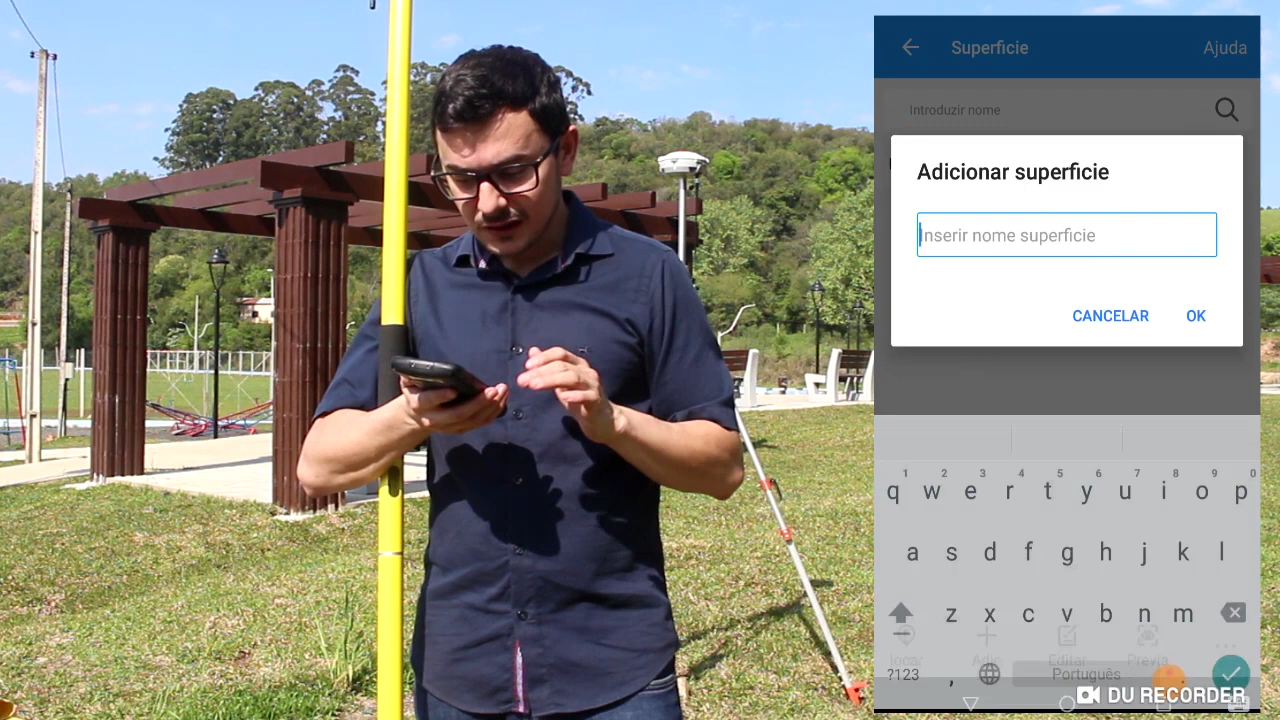 Superficie Ajuda
Introduzir nome
Adicionar superficie
Inserir nome superficie
CANCELAR OK
1 2 3 4 5 6 7 8 9 0
q w e r t y u i o p
a s d f g h j k l
z x c v b n m
Editar
?123 , Português
DU RECORDER